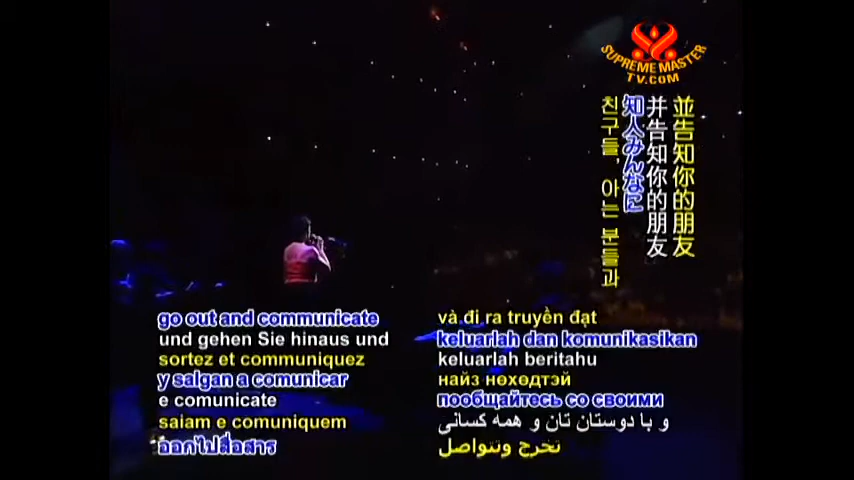 SUPREME MASTER
TV.COM
並告知你的朋友
并告知你的朋友
知人みんなに
친구들, 아는 분들과
go out and communicate
und gehen Sie hinaus und
sortez et communiquez
y salgan a comunicar
e comunicate
saiam e comuniquem
ออกไปสื่อสาร
và đi ra truyền đạt
keluarlah dan komunikasikan
keluarlah beritahu
найз нөхөдтэй
пообщайтесь со своими
و با دوستان تان و همه کسانی
تخرج وتتواصل